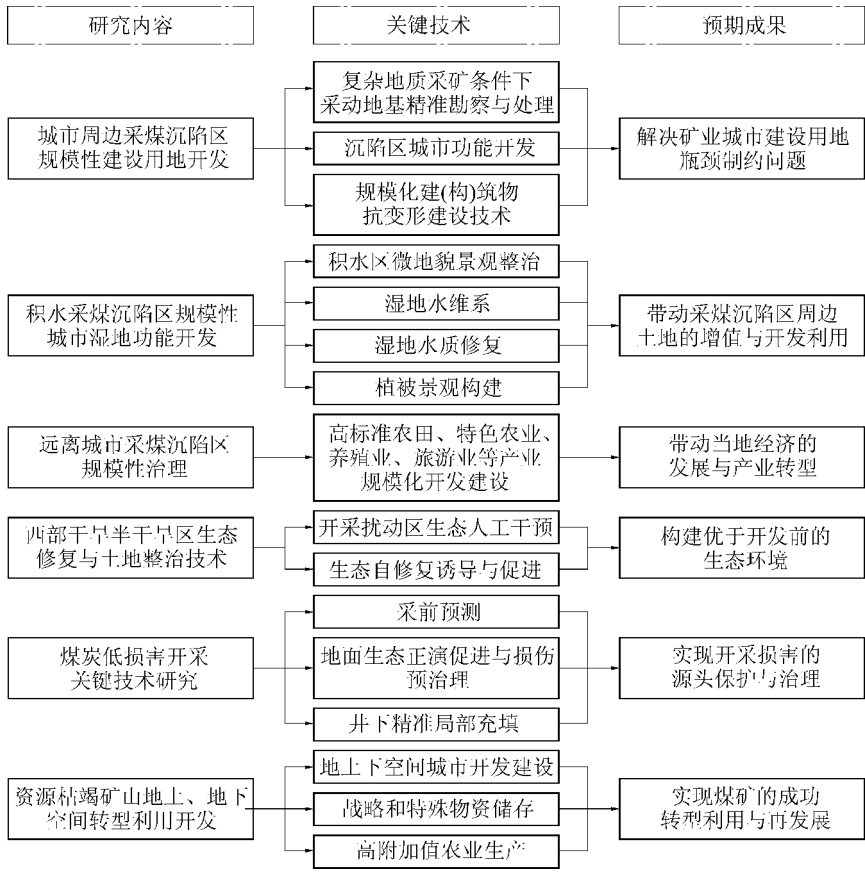 研究内容
关键技术
预期成果
城市周边采煤沉陷区
规模性建设用地开发
复杂地质采矿条件下
采动地基精准勘察与处理
沉陷区城市功能开发
规模化建(构)筑物
抗变形建设技术
解决矿业城市建设用地
瓶颈制约问题
积水采煤沉陷区规模性
城市湿地功能开发
积水区微地貌景观整治
湿地水维系
湿地水质修复
植被景观构建
带动采煤沉陷区周边
土地的增值与开发利用
远离城市采煤沉陷区
规模性治理
高标准农田、特色农业、
养殖业、旅游业等产业
规模化开发建设
带动当地经济的
发展与产业转型
西部干旱半干旱区生态
修复与土地整治技术
开采扰动区生态人工干预
生态自修复诱导与促进
构建优于开发前的
生态环境
煤炭低损害开采
关键技术研究
采前预测
地面生态正演促进与损伤
预治理
井下精准局部充填
实现开采损害的
源头保护与治理
资源枯竭矿山地上、地下
空间转型利用开发
地上下空间城市开发建设
战略和特殊物资储存
高附加值农业生产
实现煤矿的成功
转型利用与再发展